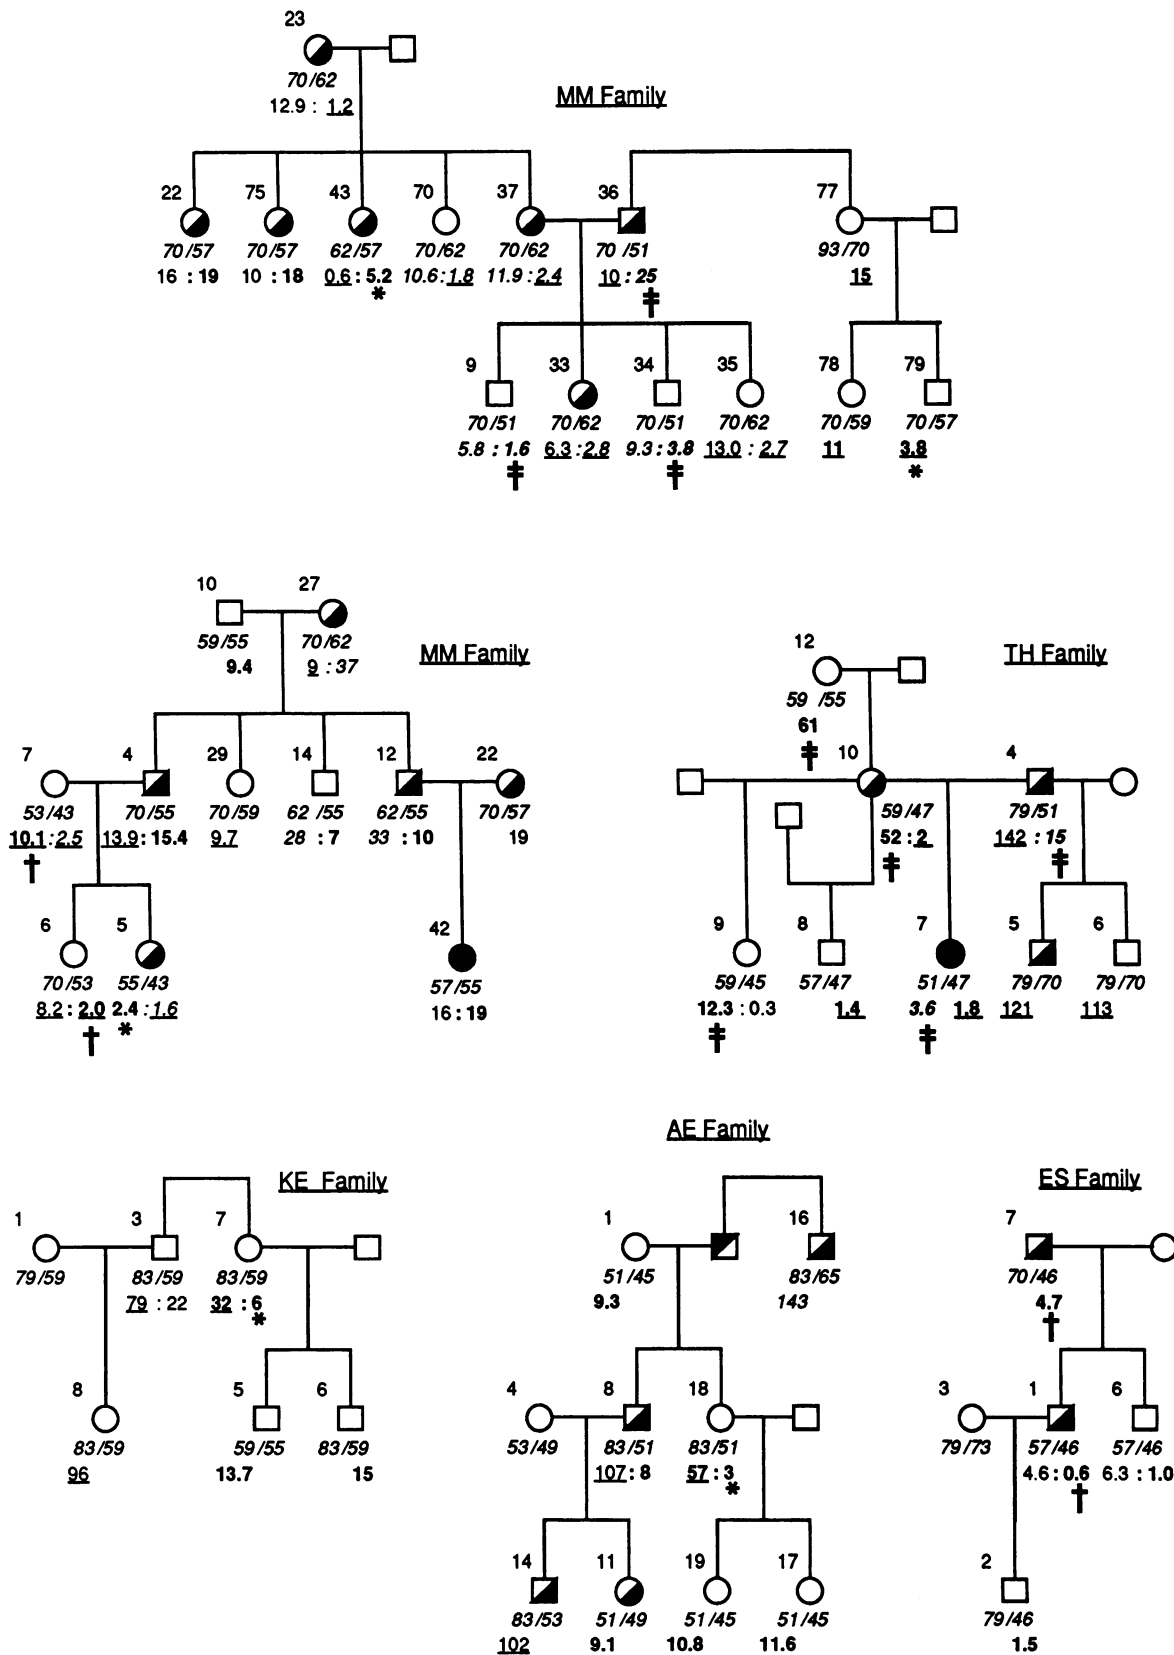 23
70/62
12.9 : 1.2
MM Family
22 75 43 70 37 36 77
70/57 70/57 62/57 70/62 70/62 70 /51 93/70
16 : 19 10 : 18 0.6 : 5.2 10.6 : 1.8 11.9 : 2.4 10 : 25 15
* ‡
9 33 34 35 78 79
70/51 70/62 70/51 70/62 70/59 70/57
5.8 : 1.6 6.3 : 2.8 9.3 : 3.8 13.0 : 2.7 11 3.8
‡ ‡ *
10 27
59/55 70/62
9.4 9 : 37
MM Family
7 4 29 14 12 22
53/43 70/55 70/59 62 /55 62/55 70/57
10.1 : 2.5 13.9 : 15.4 9.7 28 : 7 33 : 10 19
†
6 5 42
70/53 55/43 57/55
8.2 : 2.0 2.4 : 1.6 16 : 19
† *
TH Family
12
59 /55
61
‡
10 4
59/47 79/51
52 : 2 142 : 15
‡ ‡
9 8 7 5 6
59/45 57/47 51/47 79/70 79/70
12.3 : 0.3 1.4 3.6 1.8 121 113
‡ ‡
KE Family
1 3 7
79/59 83/59 83/59
79 : 22 32 : 6
*
8 5 6
83/59 59/55 83/59
96 13.7 15
AE Family
1 16
51/45 83/65
9.3 143
4 8 18
53/49 83/51 83/51
107 : 8 57 : 3
*
14 11 19 17
83/53 51/49 51/45 51/45
102 9.1 10.8 11.6
ES Family
7
70/46
4.7
†
3 1 6
79/73 57/46 57/46
4.6 : 0.6 6.3 : 1.0
†
2
79/46
1.5